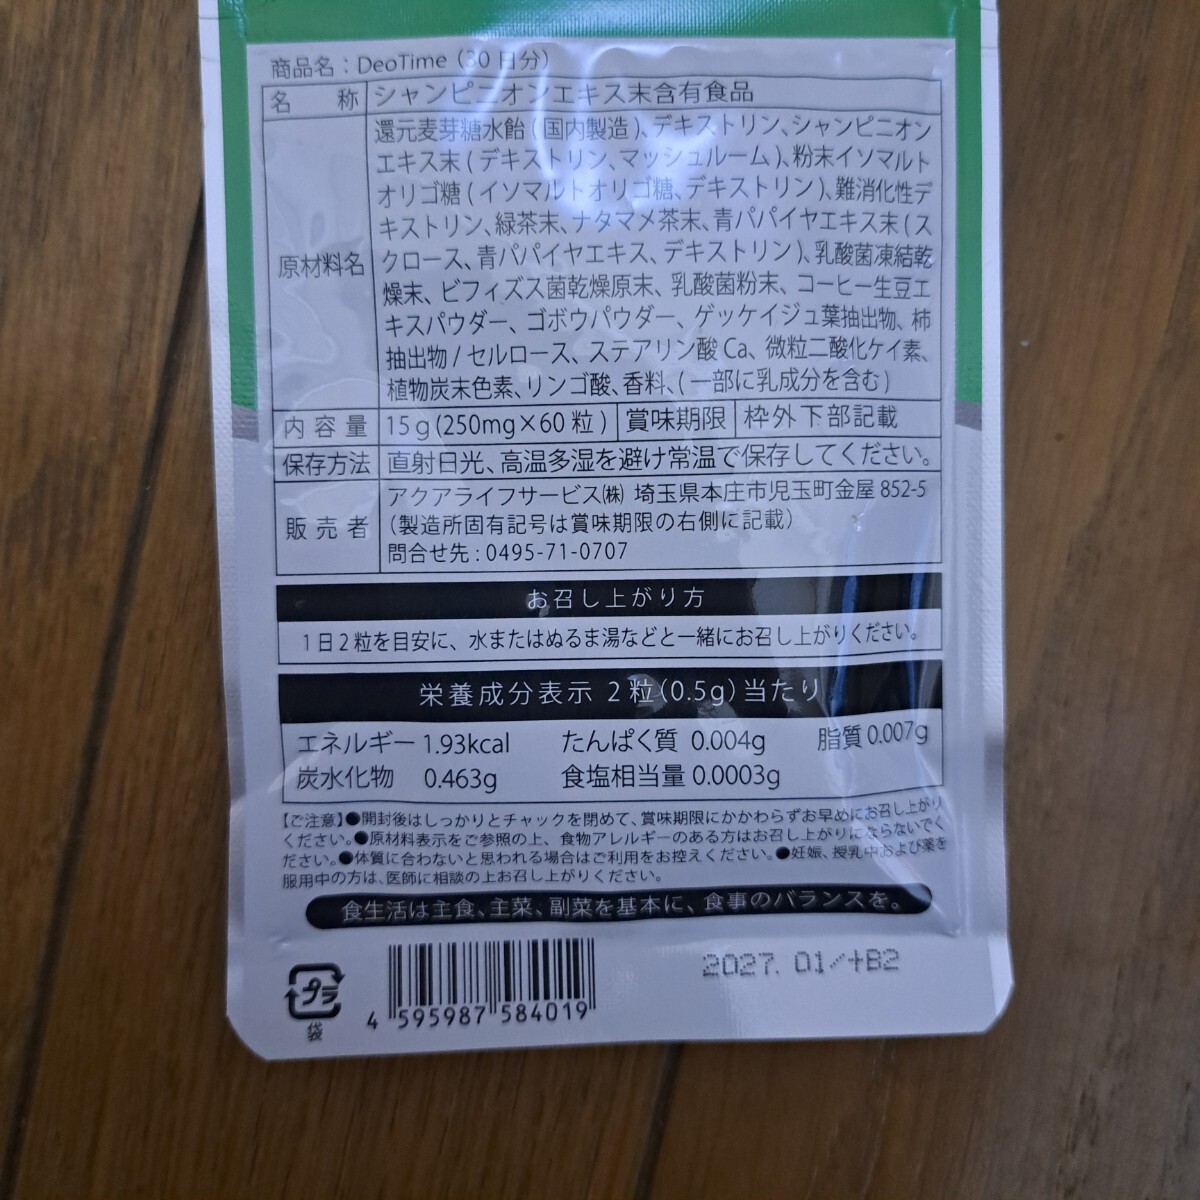 商品名：DeoTime（30日分）
名　称 シャンピニオンエキス末含有食品
還元麦芽糖水飴(国内製造)、デキストリン、シャンピニオン
エキス末(デキストリン、マッシュルーム)、粉末イソマルト
オリゴ糖(イソマルトオリゴ糖、デキストリン)、難消化性デ
キストリン、緑茶末、ナタマメ茶末、青パパイヤエキス末(ス
原材料名 クロース、青パパイヤエキス、デキストリン)、乳酸菌凍結乾
燥末、ビフィズス菌乾燥原末、乳酸菌粉末、コーヒー生豆エ
キスパウダー、ゴボウパウダー、ゲッケイジュ葉抽出物、柿
抽出物/セルロース、ステアリン酸Ca、微粒二酸化ケイ素、
植物炭末色素、リンゴ酸、香料、(一部に乳成分を含む)
内容量 15g(250mg×60粒) 賞味期限 枠外下部記載
保存方法 直射日光、高温多湿を避け常温で保存してください。
アクアライフサービス㈱ 埼玉県本庄市児玉町金屋852-5
販売者 (製造所固有記号は賞味期限の右側に記載)
問合せ先:0495-71-0707
お召し上がり方
1日2粒を目安に、水またはぬるま湯などと一緒にお召し上がりください。
栄養成分表示 2粒(0.5g)当たり
エネルギー 1.93kcal たんぱく質 0.004g 脂質 0.007g
炭水化物 0.463g 食塩相当量 0.0003g
【ご注意】●開封後はしっかりとチャックを閉めて、賞味期限にかかわらずお早めにお召し上がり
ください。●原材料表示をご参照の上、食物アレルギーのある方はお召し上がりにならないでく
ださい。●体質に合わないと思われる場合はご利用をお控えください。●妊娠、授乳中および薬を
服用中の方は、医師に相談の上お召し上がりください。
食生活は主食、主菜、副菜を基本に、食事のバランスを。
2027. 01/+B2
プラ
袋
4 595987 584019